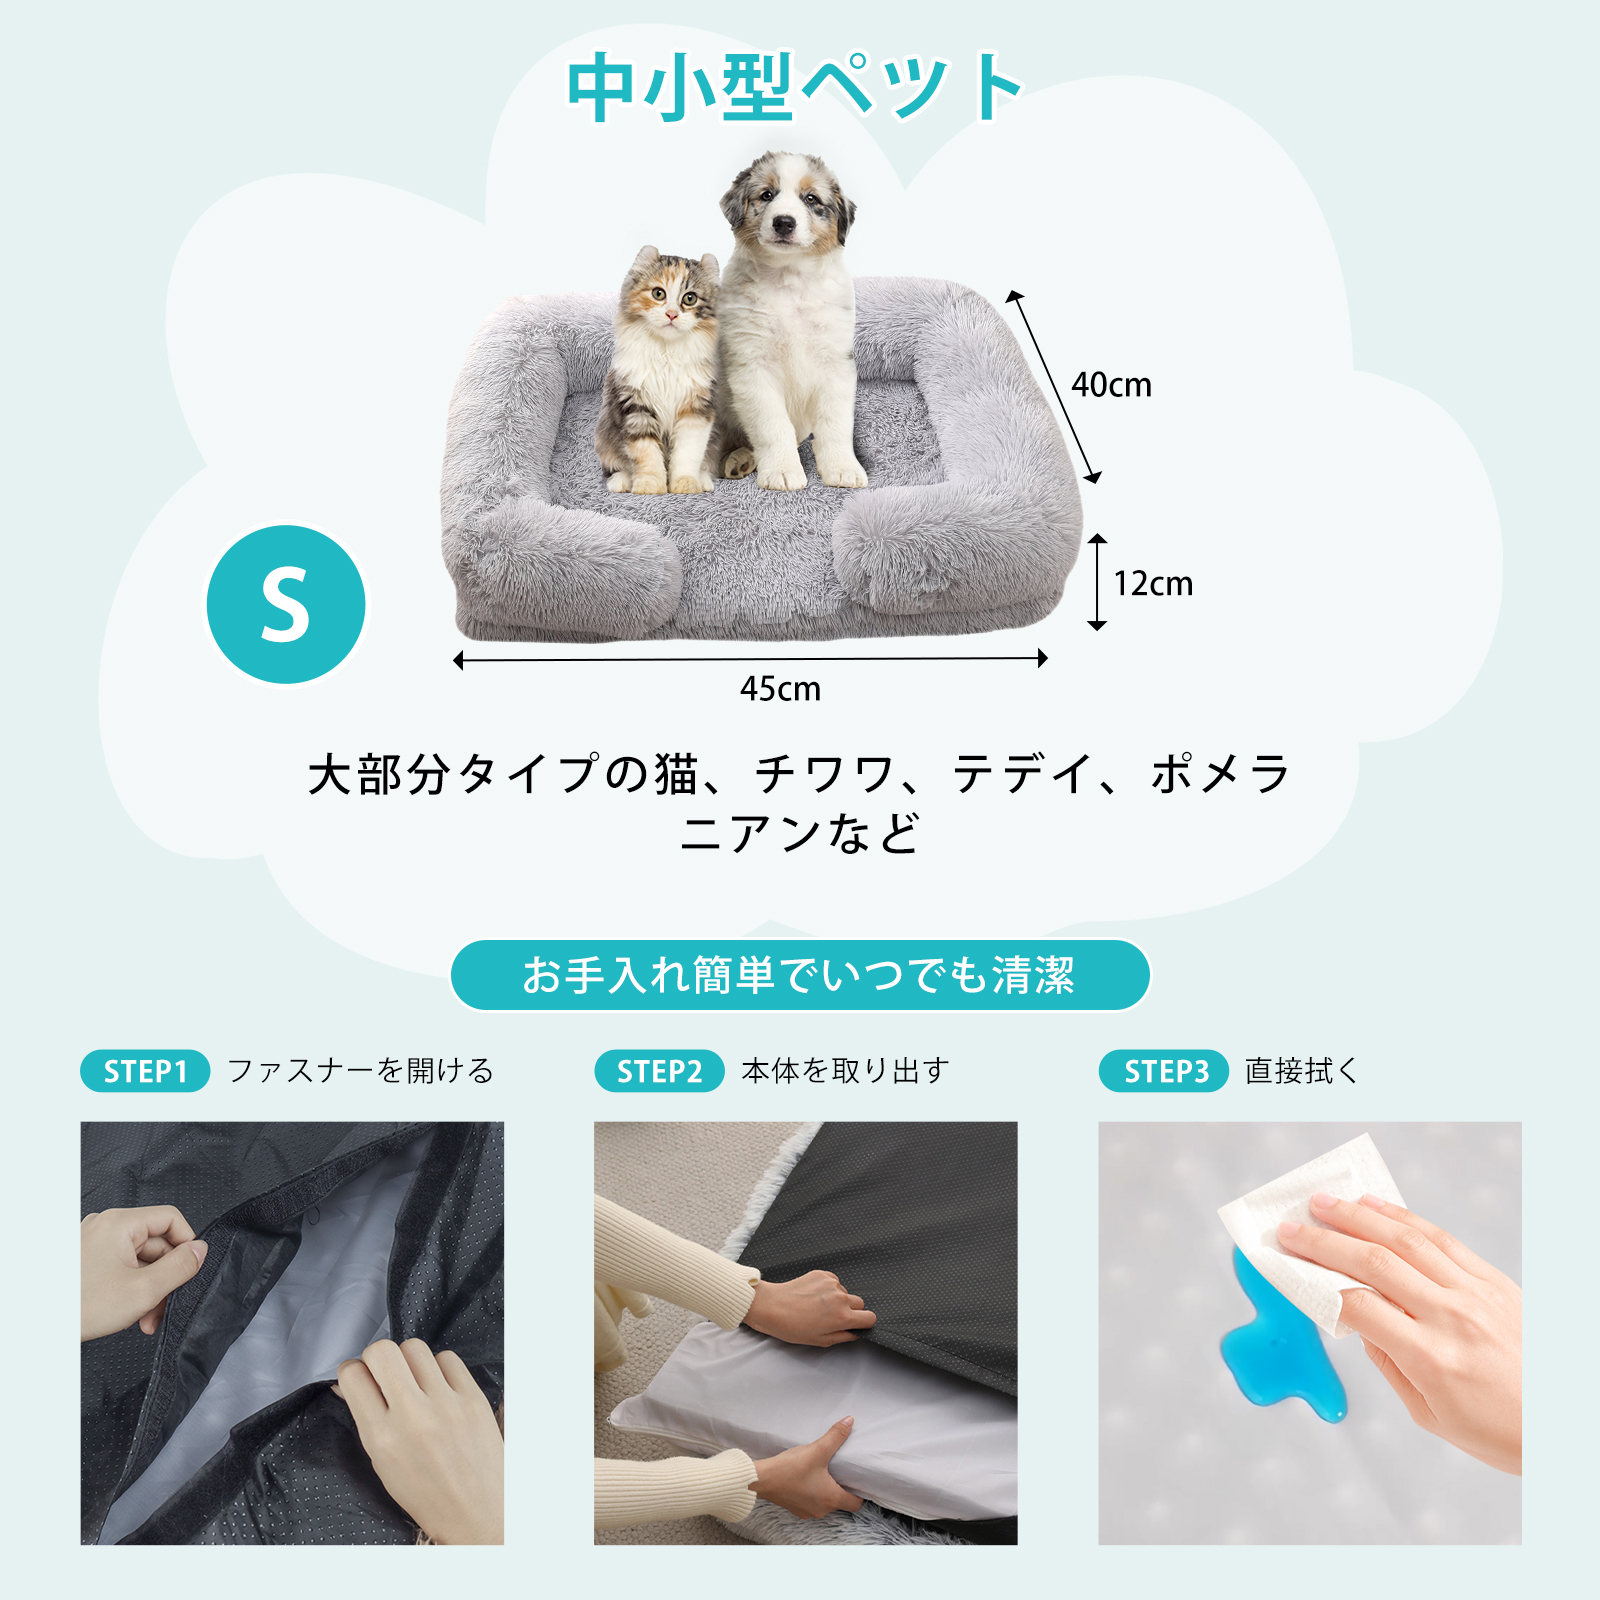 中小型ペツト
40cm
12cm
S
45cm
大部分タイプの猫、チワワ、テデイ、ポメラ
ニアンなど
お手入れ簡単でいつでも清潔
STEP1 ファスナーを開ける
STEP2 本体を取り出す
STEP3 直接拭く